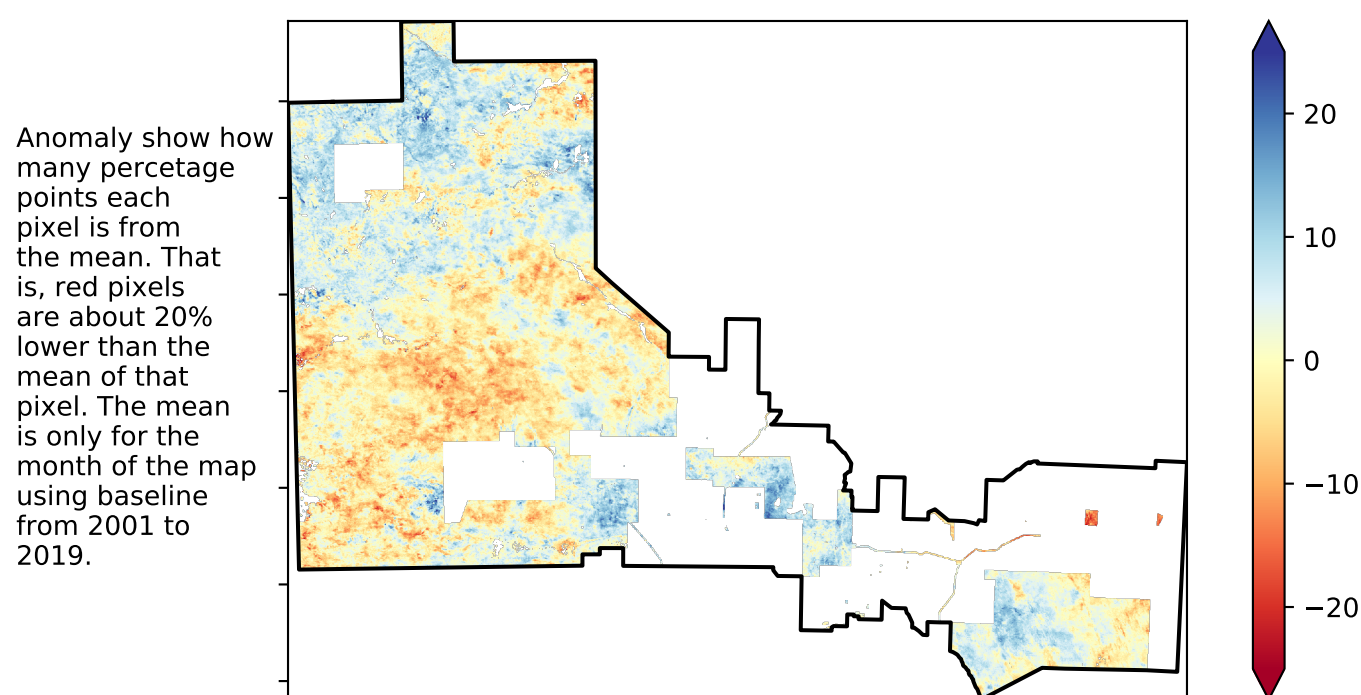 Anomaly show how
many percetage
points each
pixel is from
the mean. That
is, red pixels
are about 20%
lower than the
mean of that
pixel. The mean
is only for the
month of the map
using baseline
from 2001 to
2019.
20
10
0
−10
−20